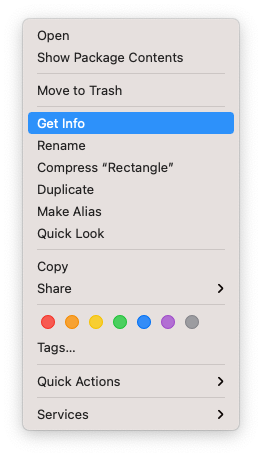 Open
Show Package Contents
Move to Trash
Get Info
Rename
Compress “Rectangle”
Duplicate
Make Alias
Quick Look
Copy
Share
Tags...
Quick Actions
Services